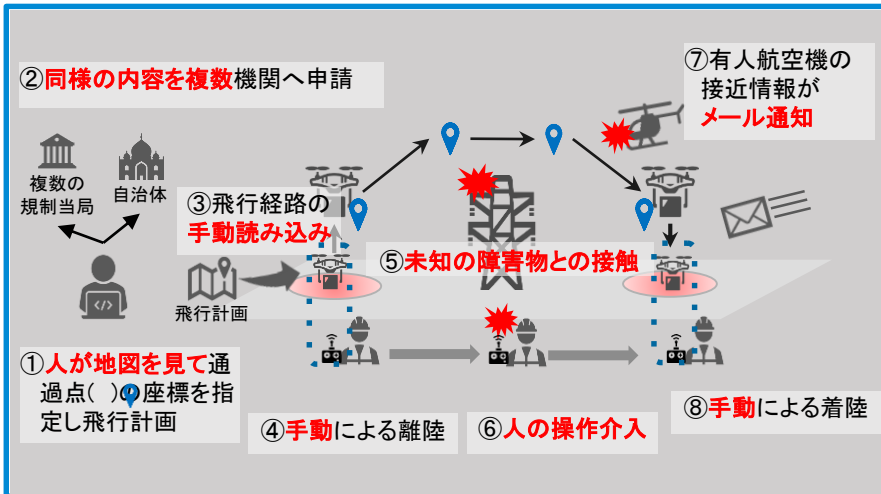 ②同様の内容を複数機関へ申請
⑦有人航空機の
接近情報が
メール通知
複数の
規制当局
自治体
③飛行経路の
手動読み込み
⑤未知の障害物との接触
</>
飛行計画
①人が地図を見て通
過点( )の座標を指
定し飛行計画
④手動による離陸
⑥人の操作介入
⑧手動による着陸